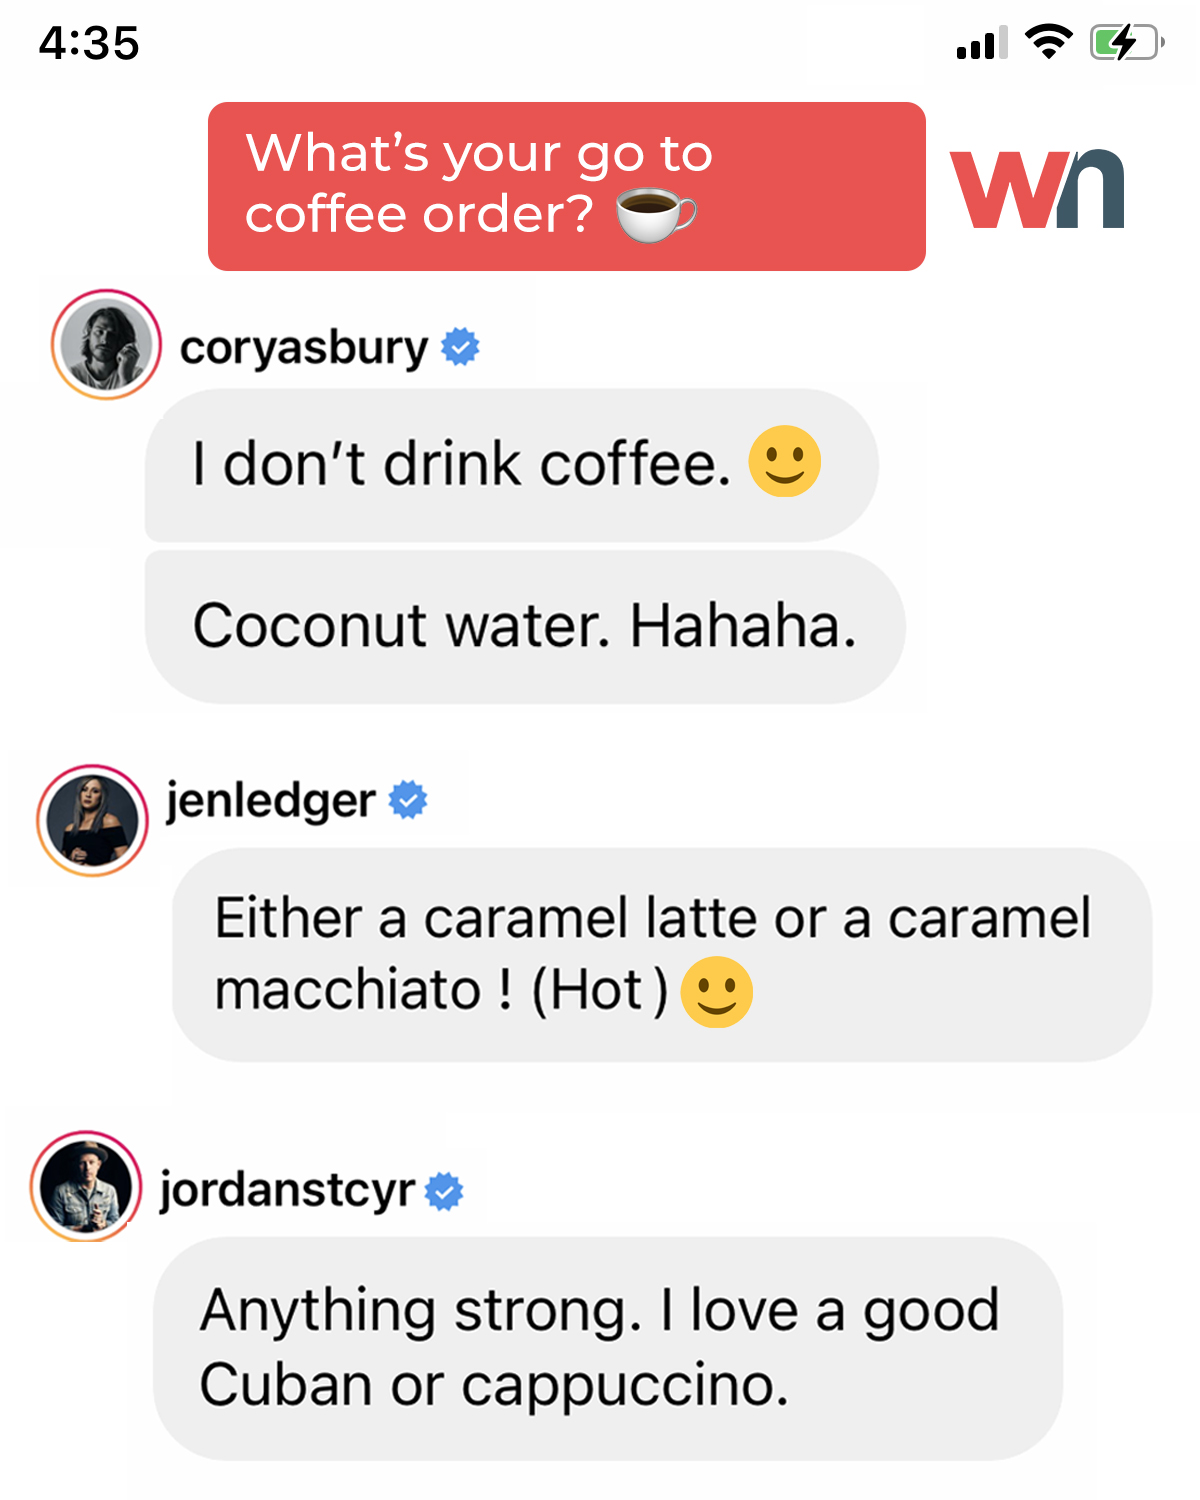 4:35
What's your go to
coffee order? ☕
wn
coryasbury
I don't drink coffee. 🙂
Coconut water. Hahaha.
jenledger
Either a caramel latte or a caramel
macchiato ! (Hot) 🙂
jordanstcyr
Anything strong. I love a good
Cuban or cappuccino.